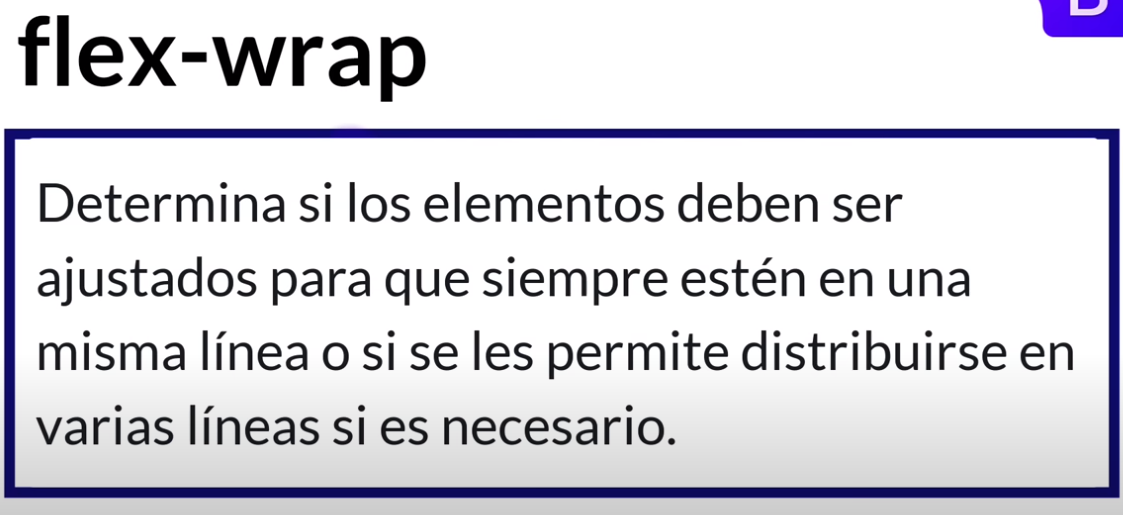 flex-wrap
Determina si los elementos deben ser
ajustados para que siempre estén en una
misma línea o si se les permite distribuirse en
varias líneas si es necesario.